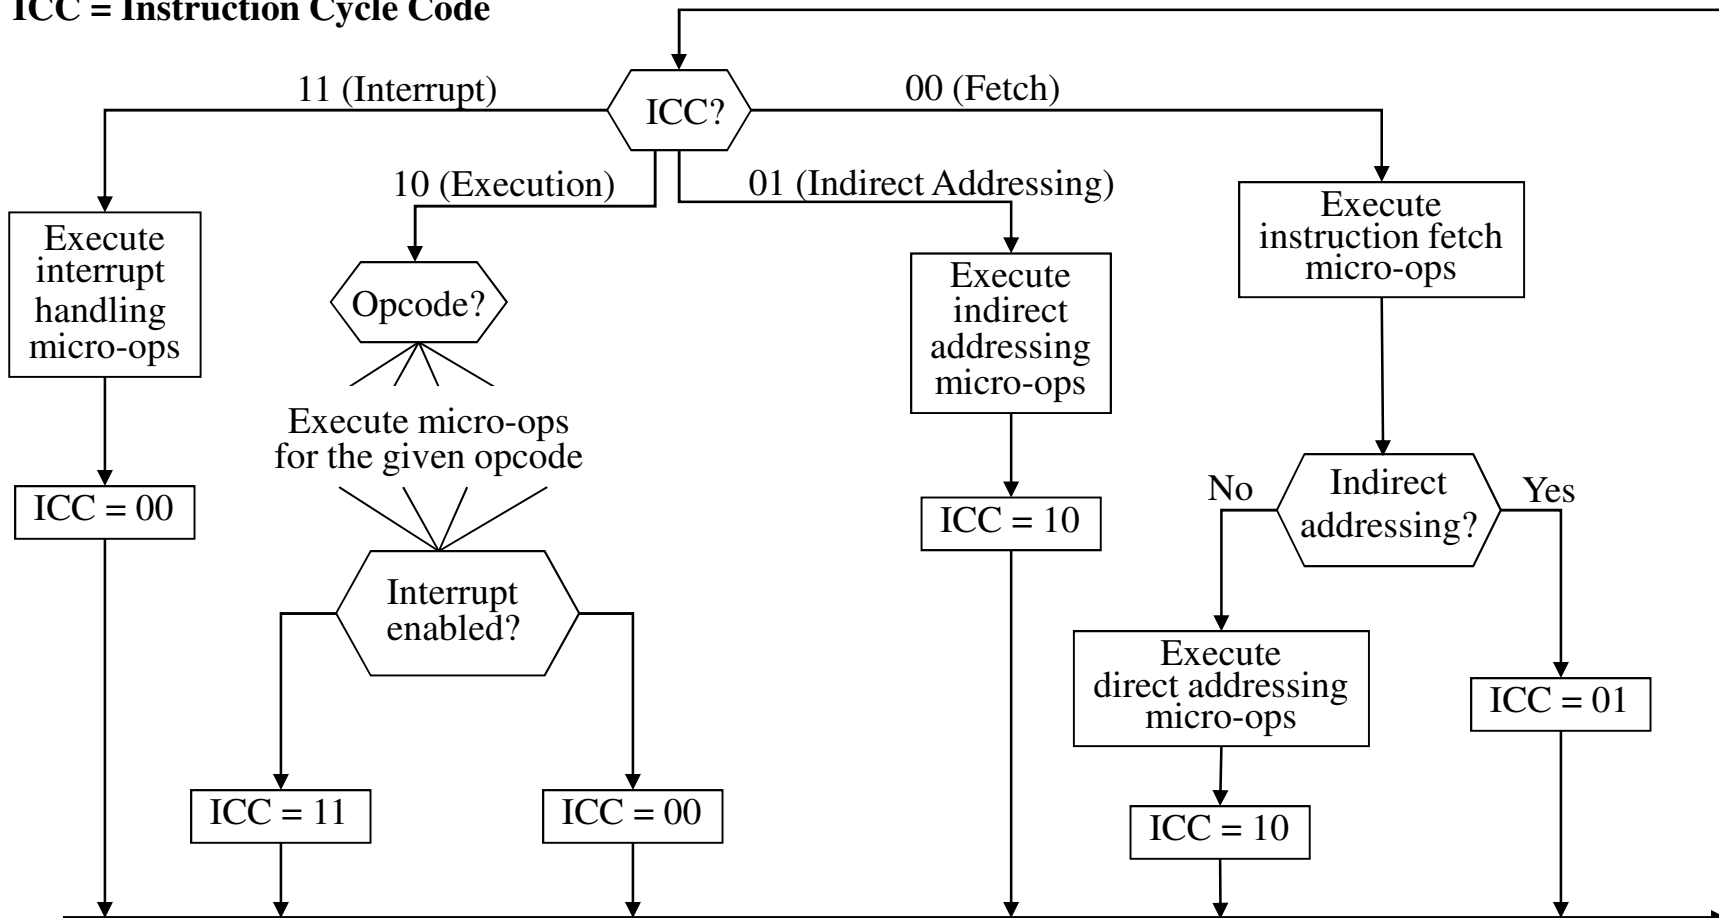 ICC = Instruction Cycle Code
11 (Interrupt)
ICC?
00 (Fetch)
10 (Execution)
01 (Indirect Addressing)
Execute
interrupt
handling
micro-ops
Opcode?
Execute
indirect
addressing
micro-ops
Execute
instruction fetch
micro-ops
Execute micro-ops
for the given opcode
ICC = 00
ICC = 10
No
Indirect
addressing?
Yes
Interrupt
enabled?
Execute
direct addressing
micro-ops
ICC = 01
ICC = 11
ICC = 00
ICC = 10